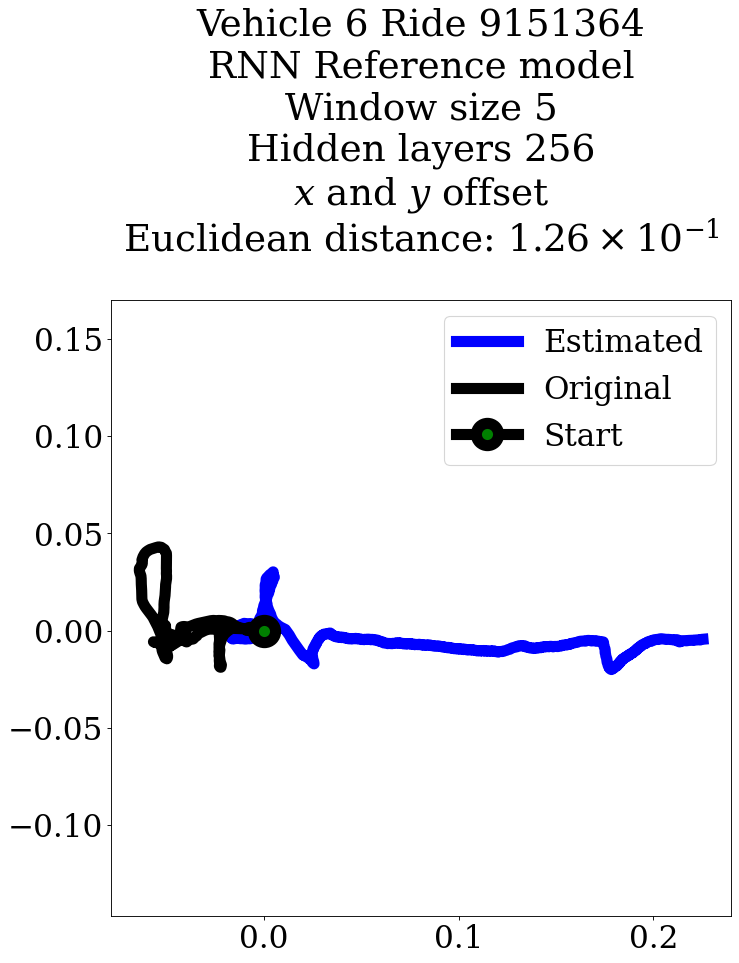 Vehicle 6 Ride 9151364
RNN Reference model
Window size 5
Hidden layers 256
x and y offset
Euclidean distance: 1.26 × 10⁻¹
Estimated
Original
Start
0.15
0.10
0.05
0.00
−0.05
−0.10
0.0 0.1 0.2